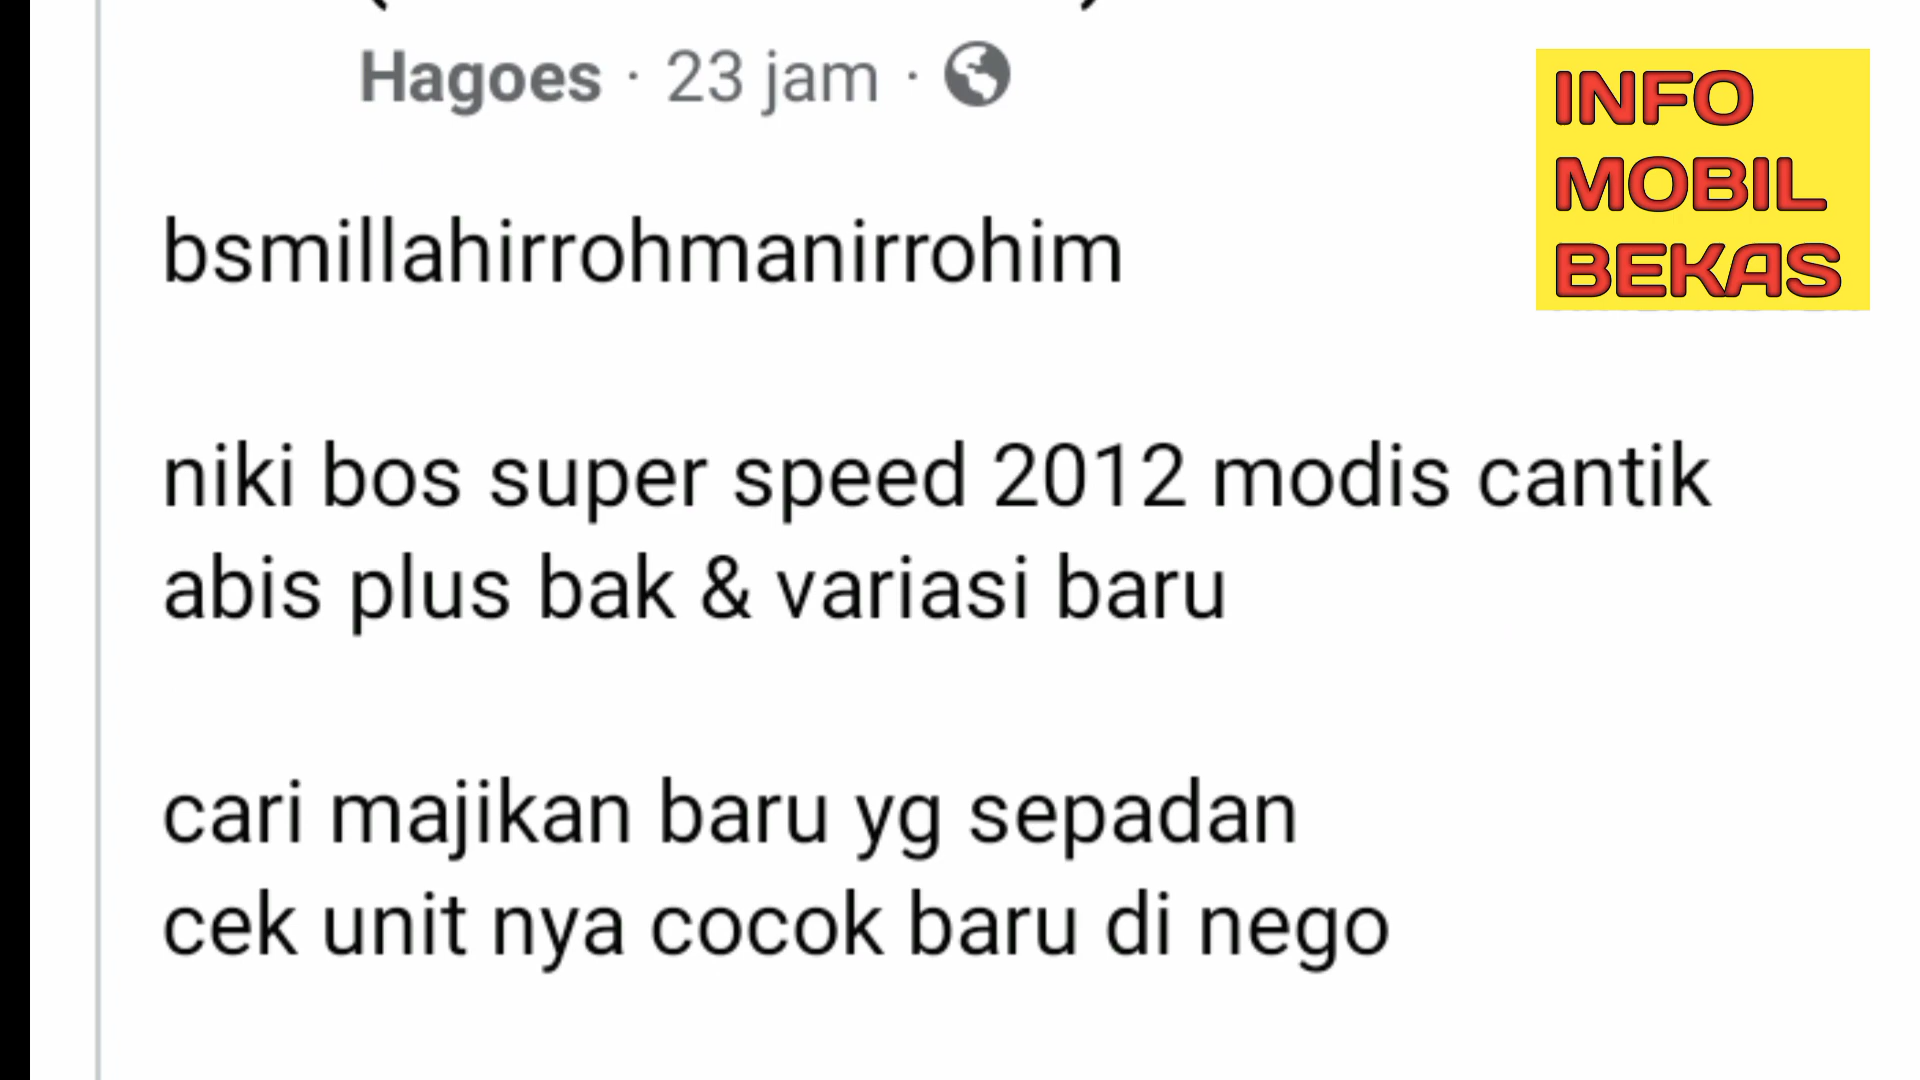 Hagoes · 23 jam ·
INFO
MOBIL
BEKAS
bsmillahirrohmanirrohim
niki bos super speed 2012 modis cantik
abis plus bak & variasi baru
cari majikan baru yg sepadan
cek unit nya cocok baru di nego